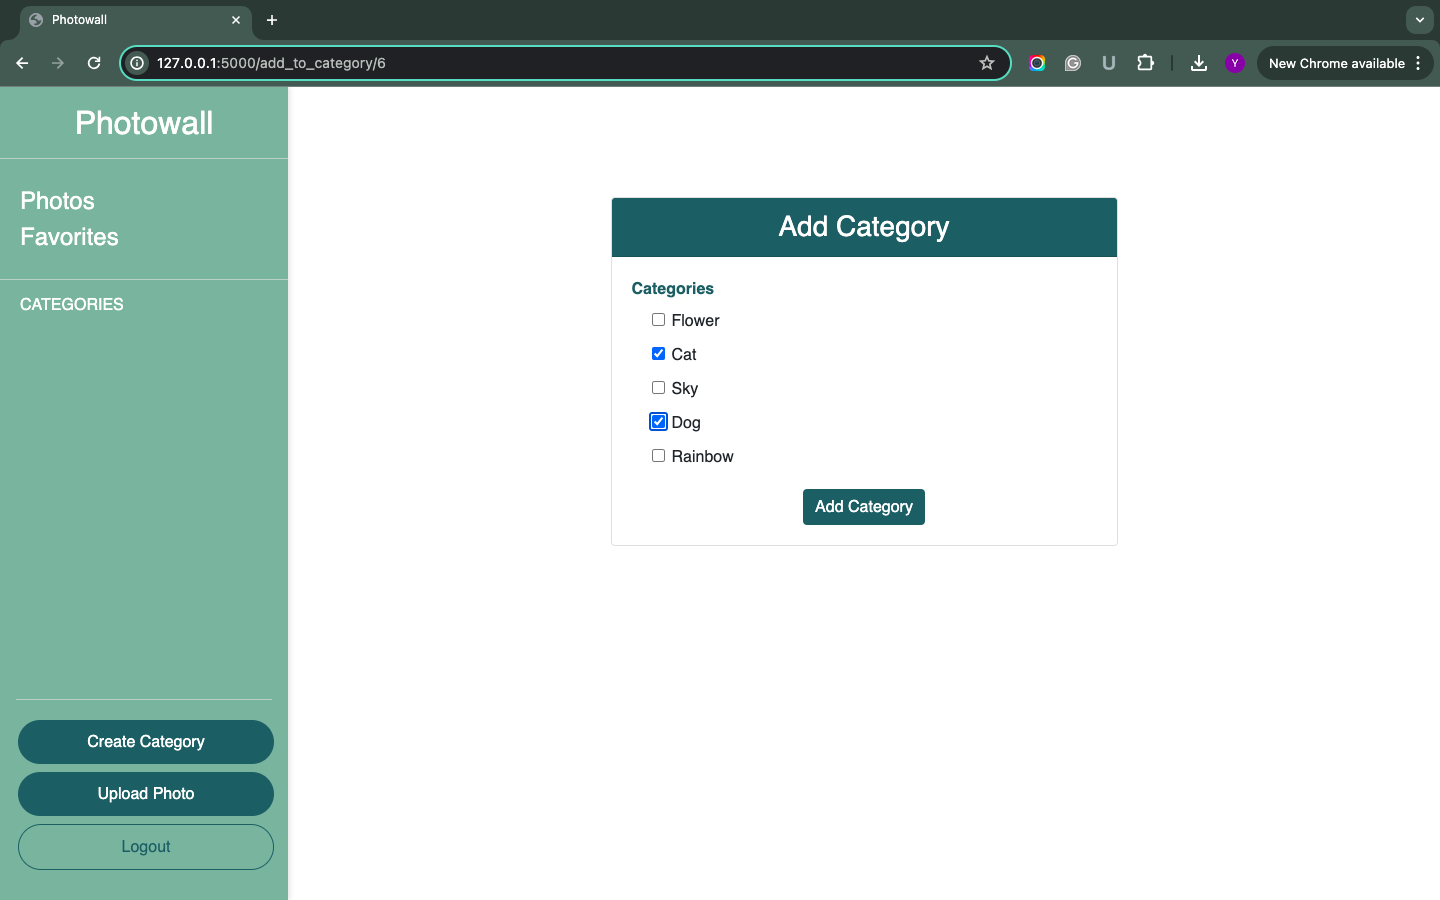 Photowall
127.0.0.1:5000/add_to_category/6
U
Y
New Chrome available
Photowall
Photos
Favorites
CATEGORIES
Create Category
Upload Photo
Logout
Add Category
Categories
Flower
Cat
Sky
Dog
Rainbow
Add Category